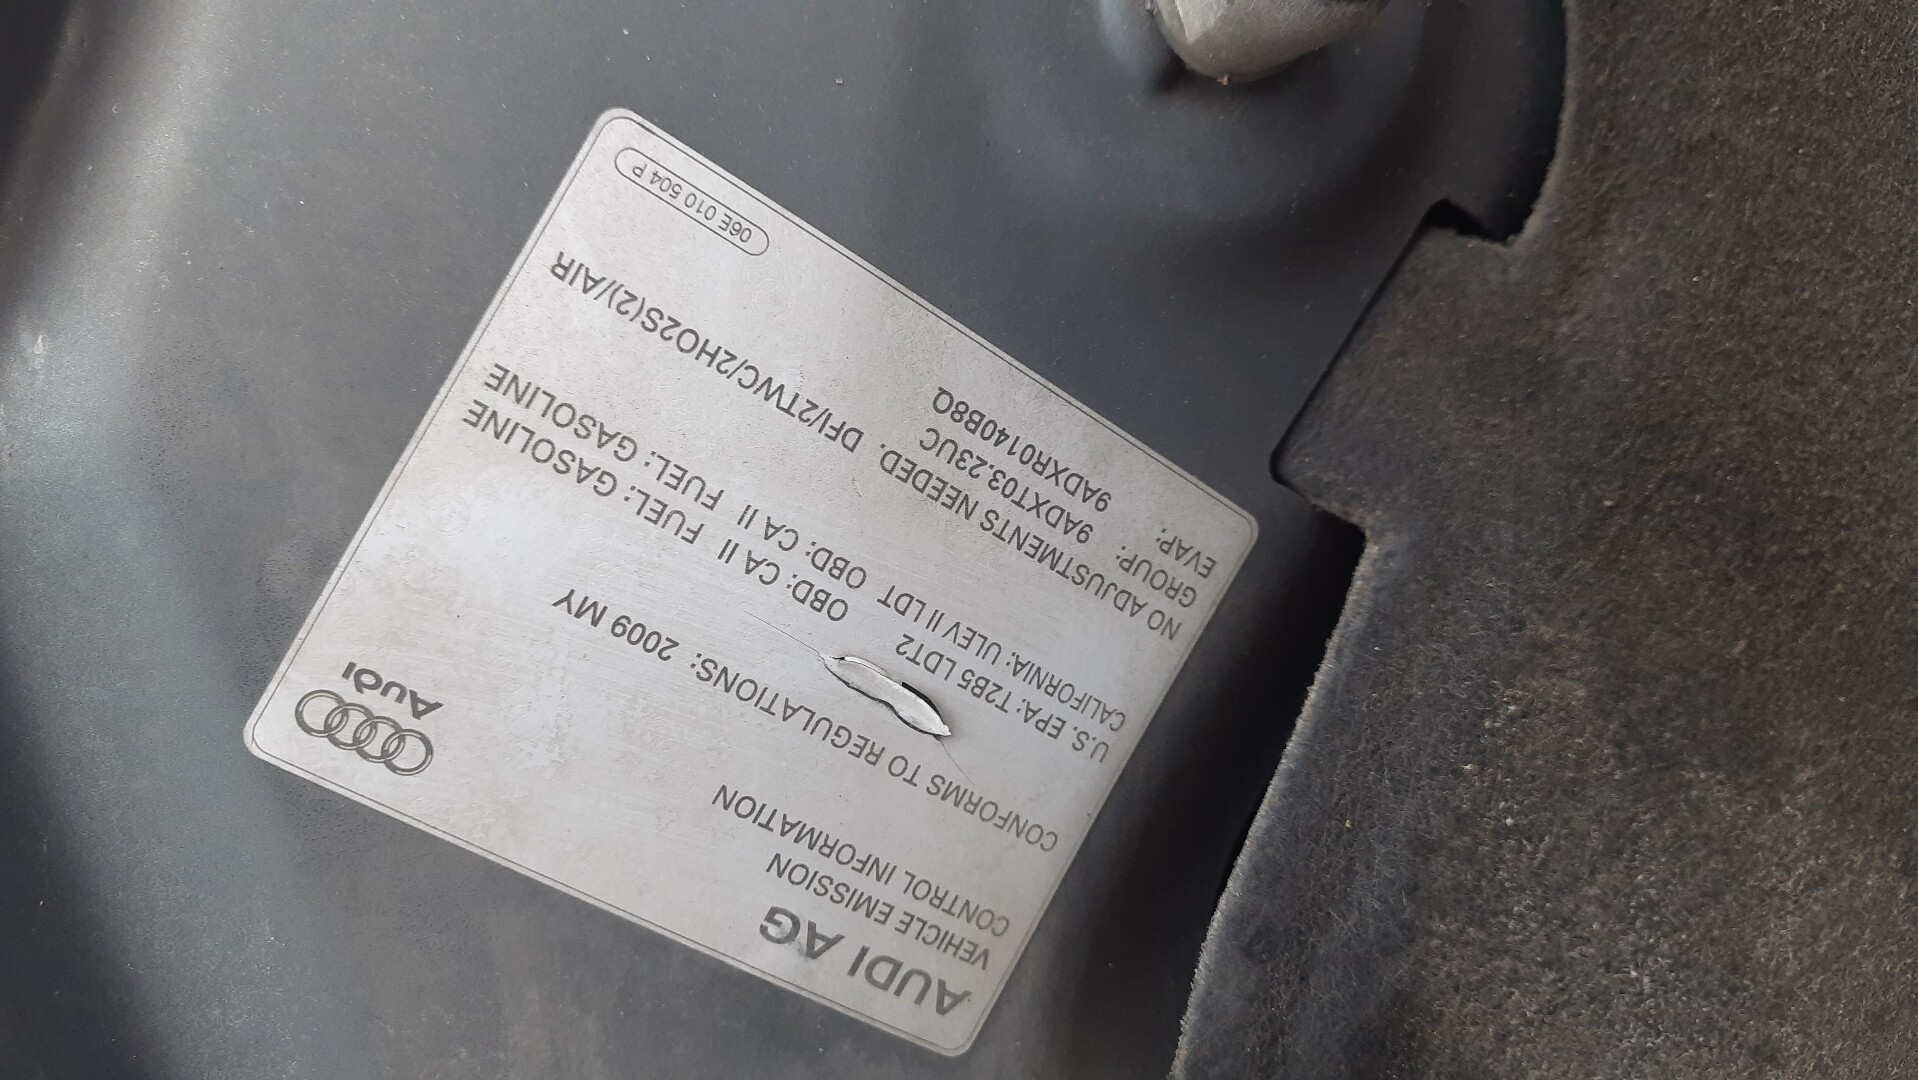 AUDI AG
VEHICLE EMISSION
CONTROL INFORMATION
Audi
CONFORMS TO REGULATIONS: 2009 MY
U.S. EPA: T2B5 LDT2 OBD: CA II FUEL: GASOLINE
CALIFORNIA: ULEV II LDT OBD: CA II FUEL: GASOLINE
NO ADJUSTMENTS NEEDED. DFI/2TWC/2HO2S(2)/AIR
GROUP: 9ADXT03.23UC
EVAP: 9ADXR0140B8Q
06E 010 504 P